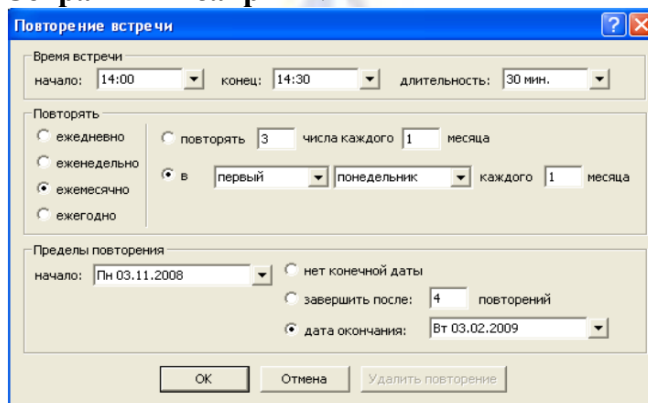 Повторение встречи
Время встречи
начало: 14:00 конец: 14:30 длительность: 30 мин.
Повторять
ежедневно
еженедельно
ежемесячно
ежегодно
повторять 3 числа каждого 1 месяца
в первый понедельник каждого 1 месяца
Пределы повторения
начало: Пн 03.11.2008
нет конечной даты
завершить после: 4 повторений
дата окончания: Вт 03.02.2009
ОК Отмена Удалить повторение